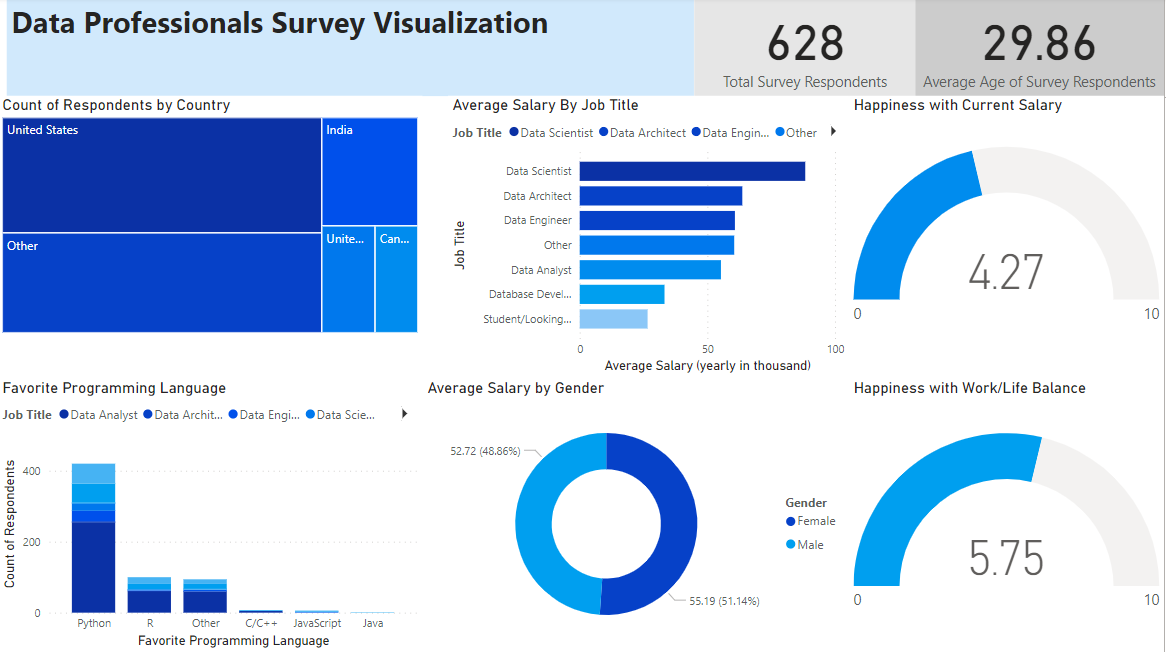 Data Professionals Survey Visualization
628
Total Survey Respondents
29.86
Average Age of Survey Respondents
Count of Respondents by Country
United States
India
Other
Unite...
Can...
Average Salary By Job Title
Job Title Data Scientist Data Architect Data Engin... Other
Job Title
Data Scientist
Data Architect
Data Engineer
Other
Data Analyst
Database Devel...
Student/Looking...
0 50 100
Average Salary (yearly in thousand)
Happiness with Current Salary
4.27
0 10
Favorite Programming Language
Job Title Data Analyst Data Archit... Data Engi... Data Scie...
Count of Respondents
400
200
0
Python R Other C/C++ JavaScript Java
Favorite Programming Language
Average Salary by Gender
52.72 (48.86%)
55.19 (51.14%)
Gender
Female
Male
Happiness with Work/Life Balance
5.75
0 10